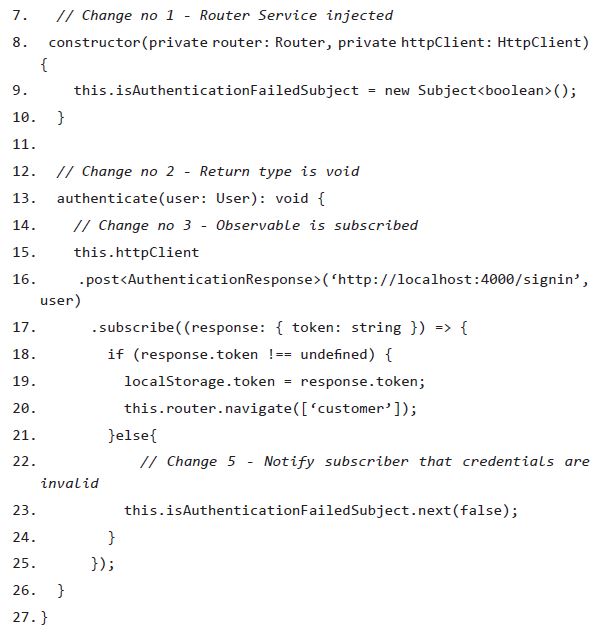 7. // Change no 1 - Router Service injected
8. constructor(private router: Router, private httpClient: HttpClient)
{
9. this.isAuthenticationFailedSubject = new Subject<boolean>();
10. }
11.
12. // Change no 2 - Return type is void
13. authenticate(user: User): void {
14. // Change no 3 - Observable is subscribed
15. this.httpClient
16. .post<AuthenticationResponse>(‘http://localhost:4000/signin’,
user)
17. .subscribe((response: { token: string }) => {
18. if (response.token !== undefined) {
19. localStorage.token = response.token;
20. this.router.navigate([‘customer’]);
21. }else{
22. // Change 5 - Notify subscriber that credentials are
invalid
23. this.isAuthenticationFailedSubject.next(false);
24. }
25. });
26. }
27. }